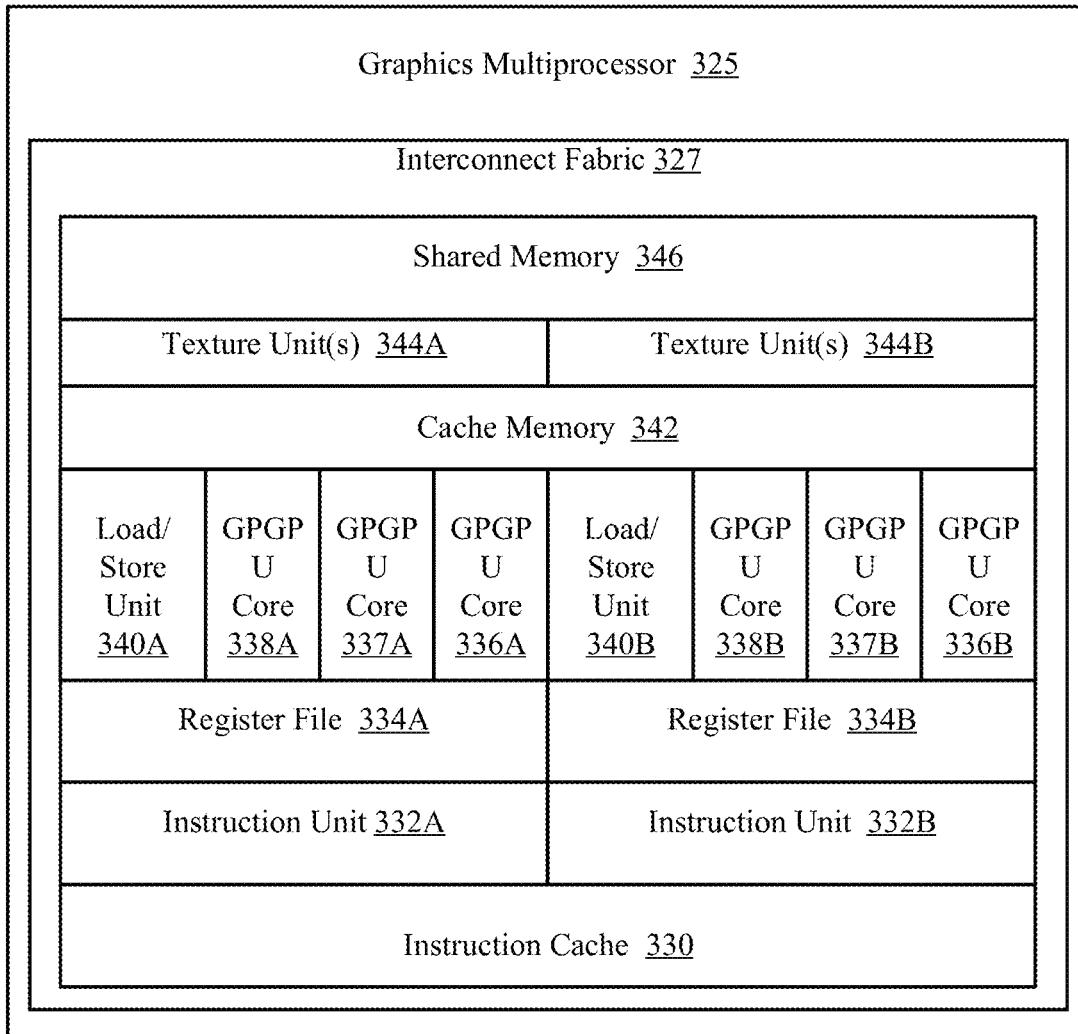 Graphics Multiprocessor 325
Interconnect Fabric 327
Shared Memory 346
Texture Unit(s) 344A
Texture Unit(s) 344B
Cache Memory 342
Load/
Store
Unit
340A
GPGP
U
Core
338A
GPGP
U
Core
337A
GPGP
U
Core
336A
Load/
Store
Unit
340B
GPGP
U
Core
338B
GPGP
U
Core
337B
GPGP
U
Core
336B
Register File 334A
Register File 334B
Instruction Unit 332A
Instruction Unit 332B
Instruction Cache 330